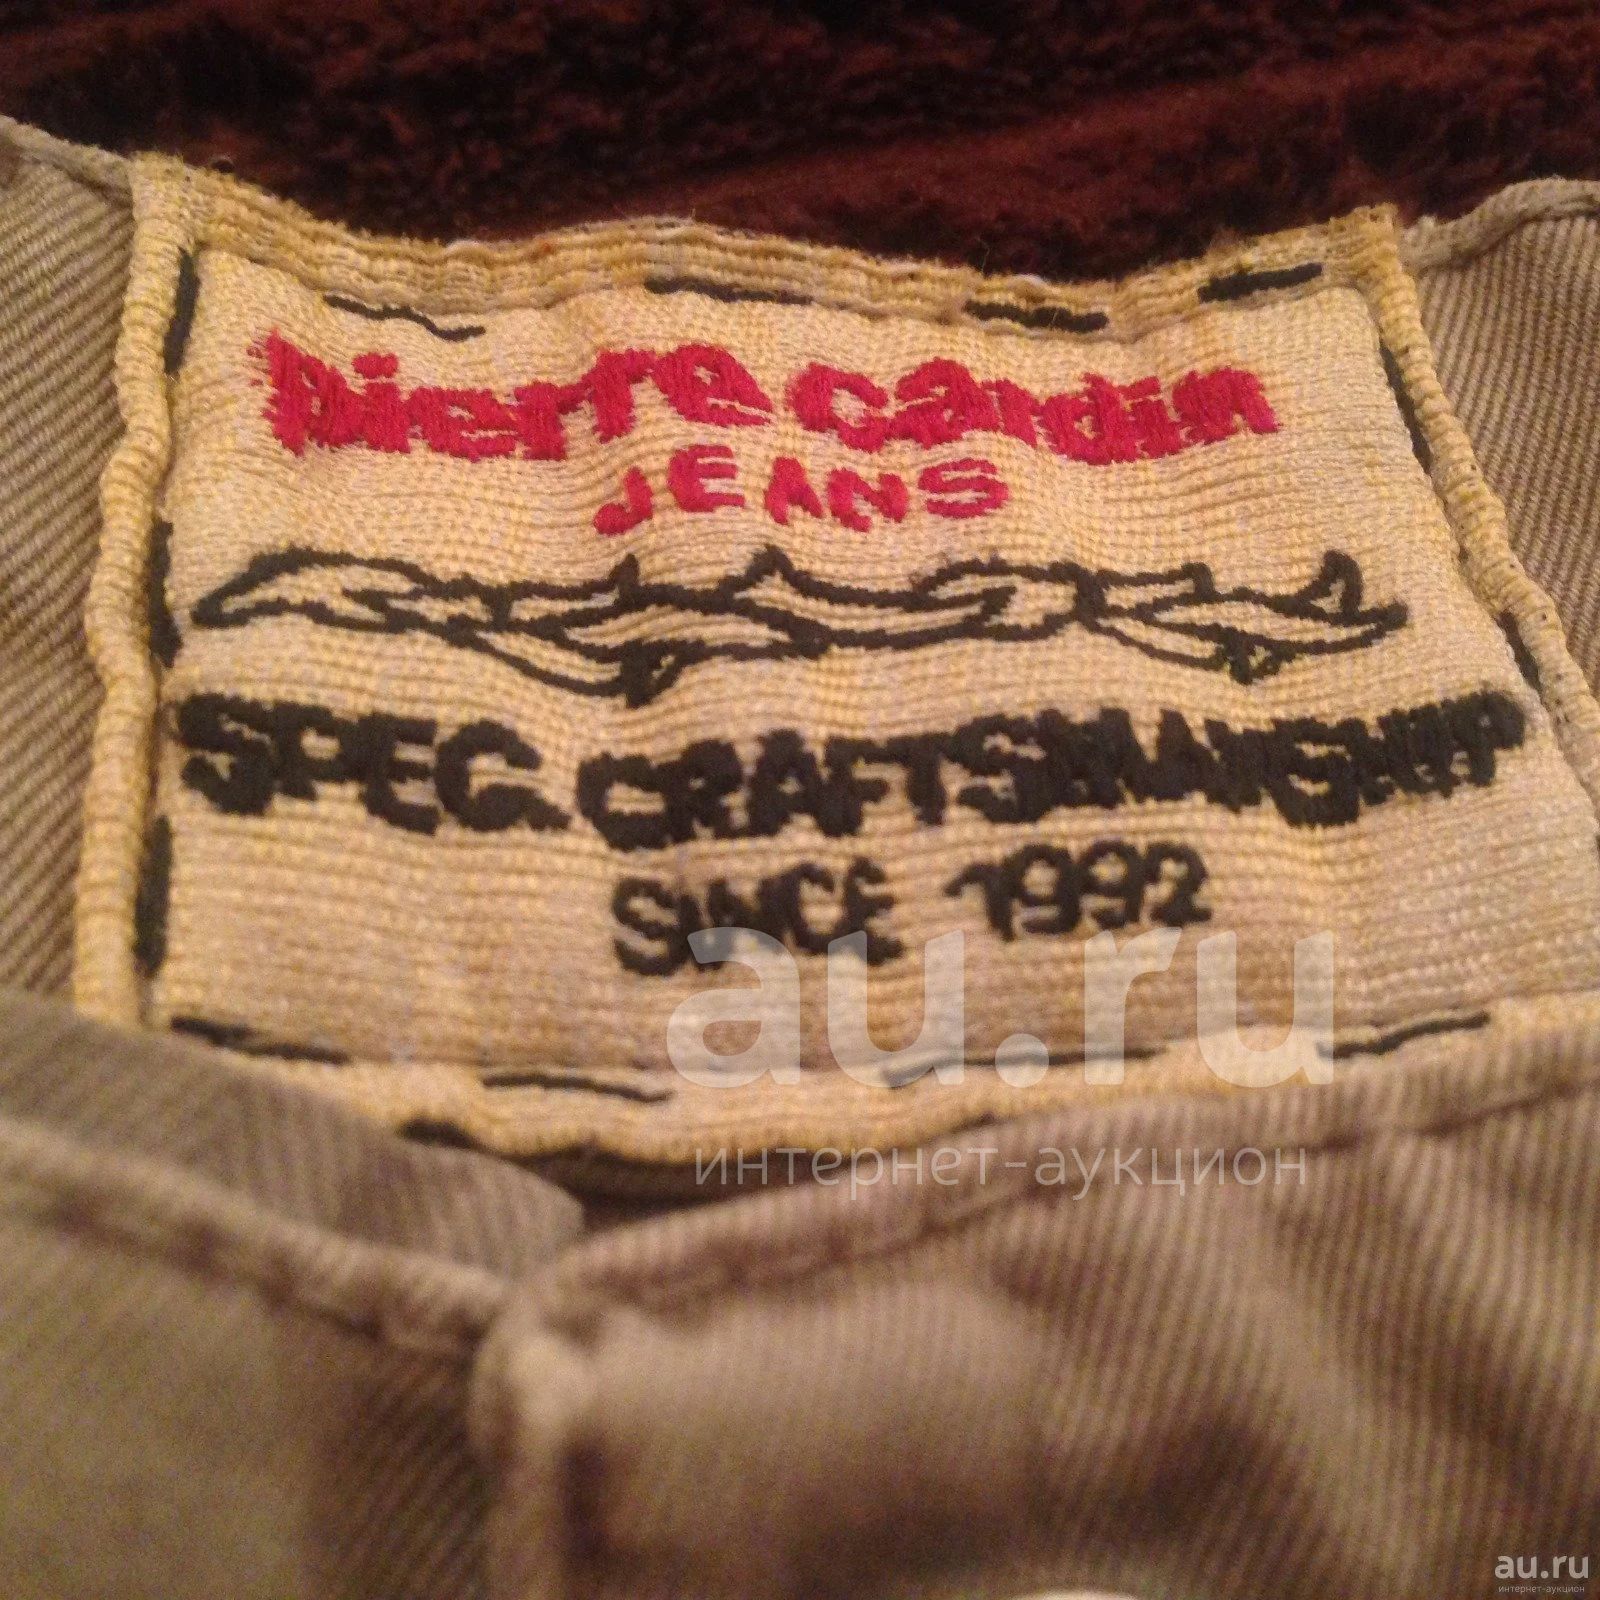 pierre cardin
JEANS
SPEC. CRAFTSMANSHIP
SINCE 1992
au.ru
интернет-аукцион
au.ru
интернет-аукцион